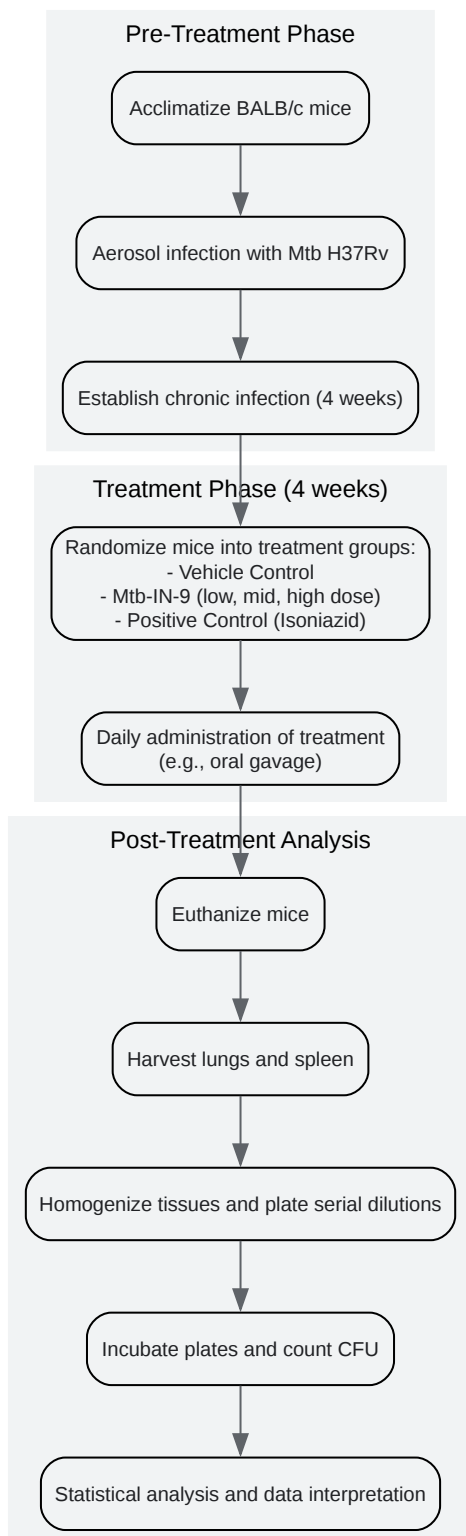 Pre-Treatment Phase
Acclimatize BALB/c mice
Aerosol infection with Mtb H37Rv
Establish chronic infection (4 weeks)
Treatment Phase (4 weeks)
Randomize mice into treatment groups:
- Vehicle Control
- Mtb-IN-9 (low, mid, high dose)
- Positive Control (Isoniazid)
Daily administration of treatment
(e.g., oral gavage)
Post-Treatment Analysis
Euthanize mice
Harvest lungs and spleen
Homogenize tissues and plate serial dilutions
Incubate plates and count CFU
Statistical analysis and data interpretation